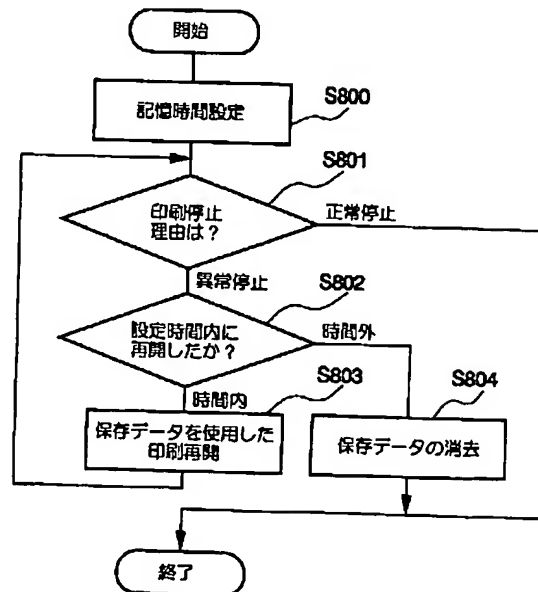 開始
記憶時間設定
S800
S801
印刷停止
理由は？
正常停止
異常停止
S802
設定時間内に
再開したか？
時間外
時間内
S803
S804
保存データを使用した
印刷再開
保存データの消去
終了